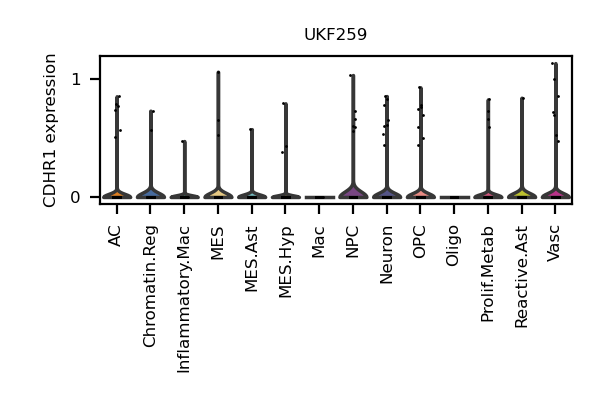 UKF259
CDHR1 expression
1
0
AC
Chromatin.Reg
Inflammatory.Mac
MES
MES.Ast
MES.Hyp
Mac
NPC
Neuron
OPC
Oligo
Prolif.Metab
Reactive.Ast
Vasc